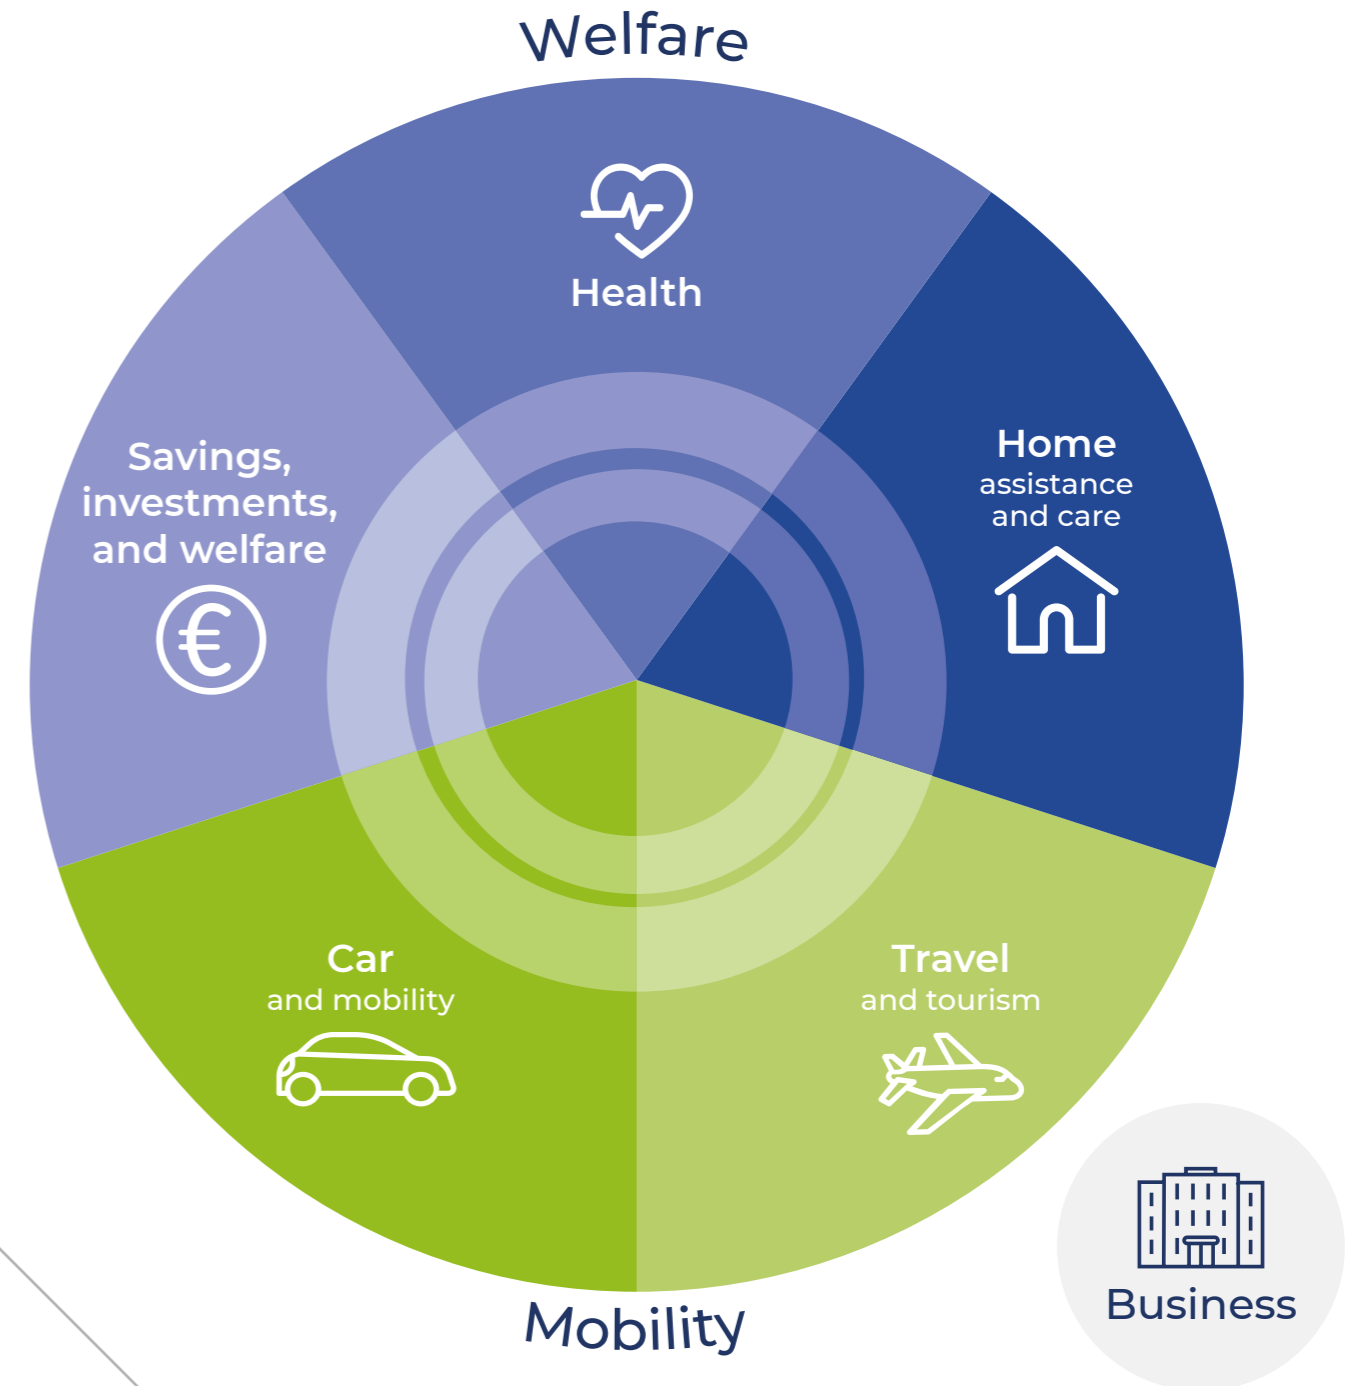 Welfare
Health
Savings,
investments,
and welfare
€
Home
assistance
and care
Car
and mobility
Travel
and tourism
Business
Mobility